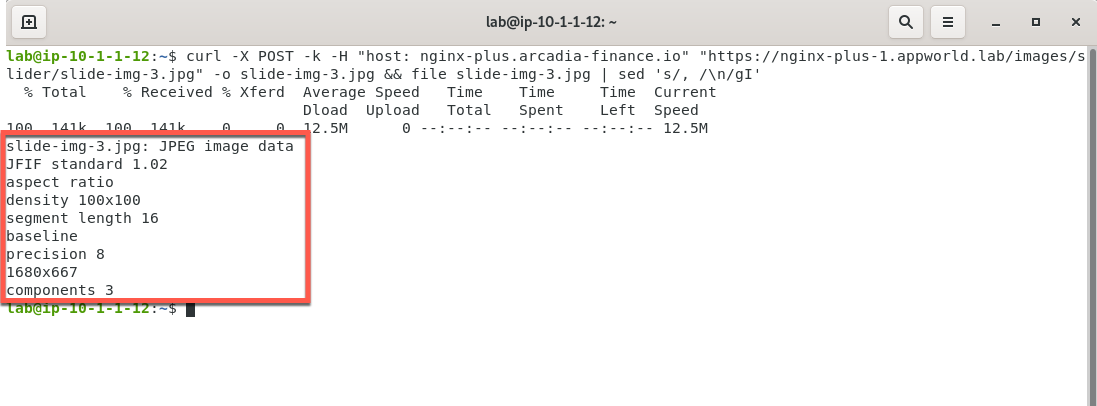 lab@ip-10-1-1-12: ~
lab@ip-10-1-1-12:~$ curl -X POST -k -H "host: nginx-plus.arcadia-finance.io" "https://nginx-plus-1.appworld.lab/images/s
lider/slide-img-3.jpg" -o slide-img-3.jpg && file slide-img-3.jpg | sed 's/, /\n/gI'
  % Total    % Received % Xferd  Average Speed   Time    Time     Time  Current
                                 Dload  Upload   Total   Spent    Left  Speed
100  141k  100  141k    0     0  12.5M      0 --:--:-- --:--:-- --:--:-- 12.5M
slide-img-3.jpg: JPEG image data
JFIF standard 1.02
aspect ratio
density 100x100
segment length 16
baseline
precision 8
1680x667
components 3
lab@ip-10-1-1-12:~$